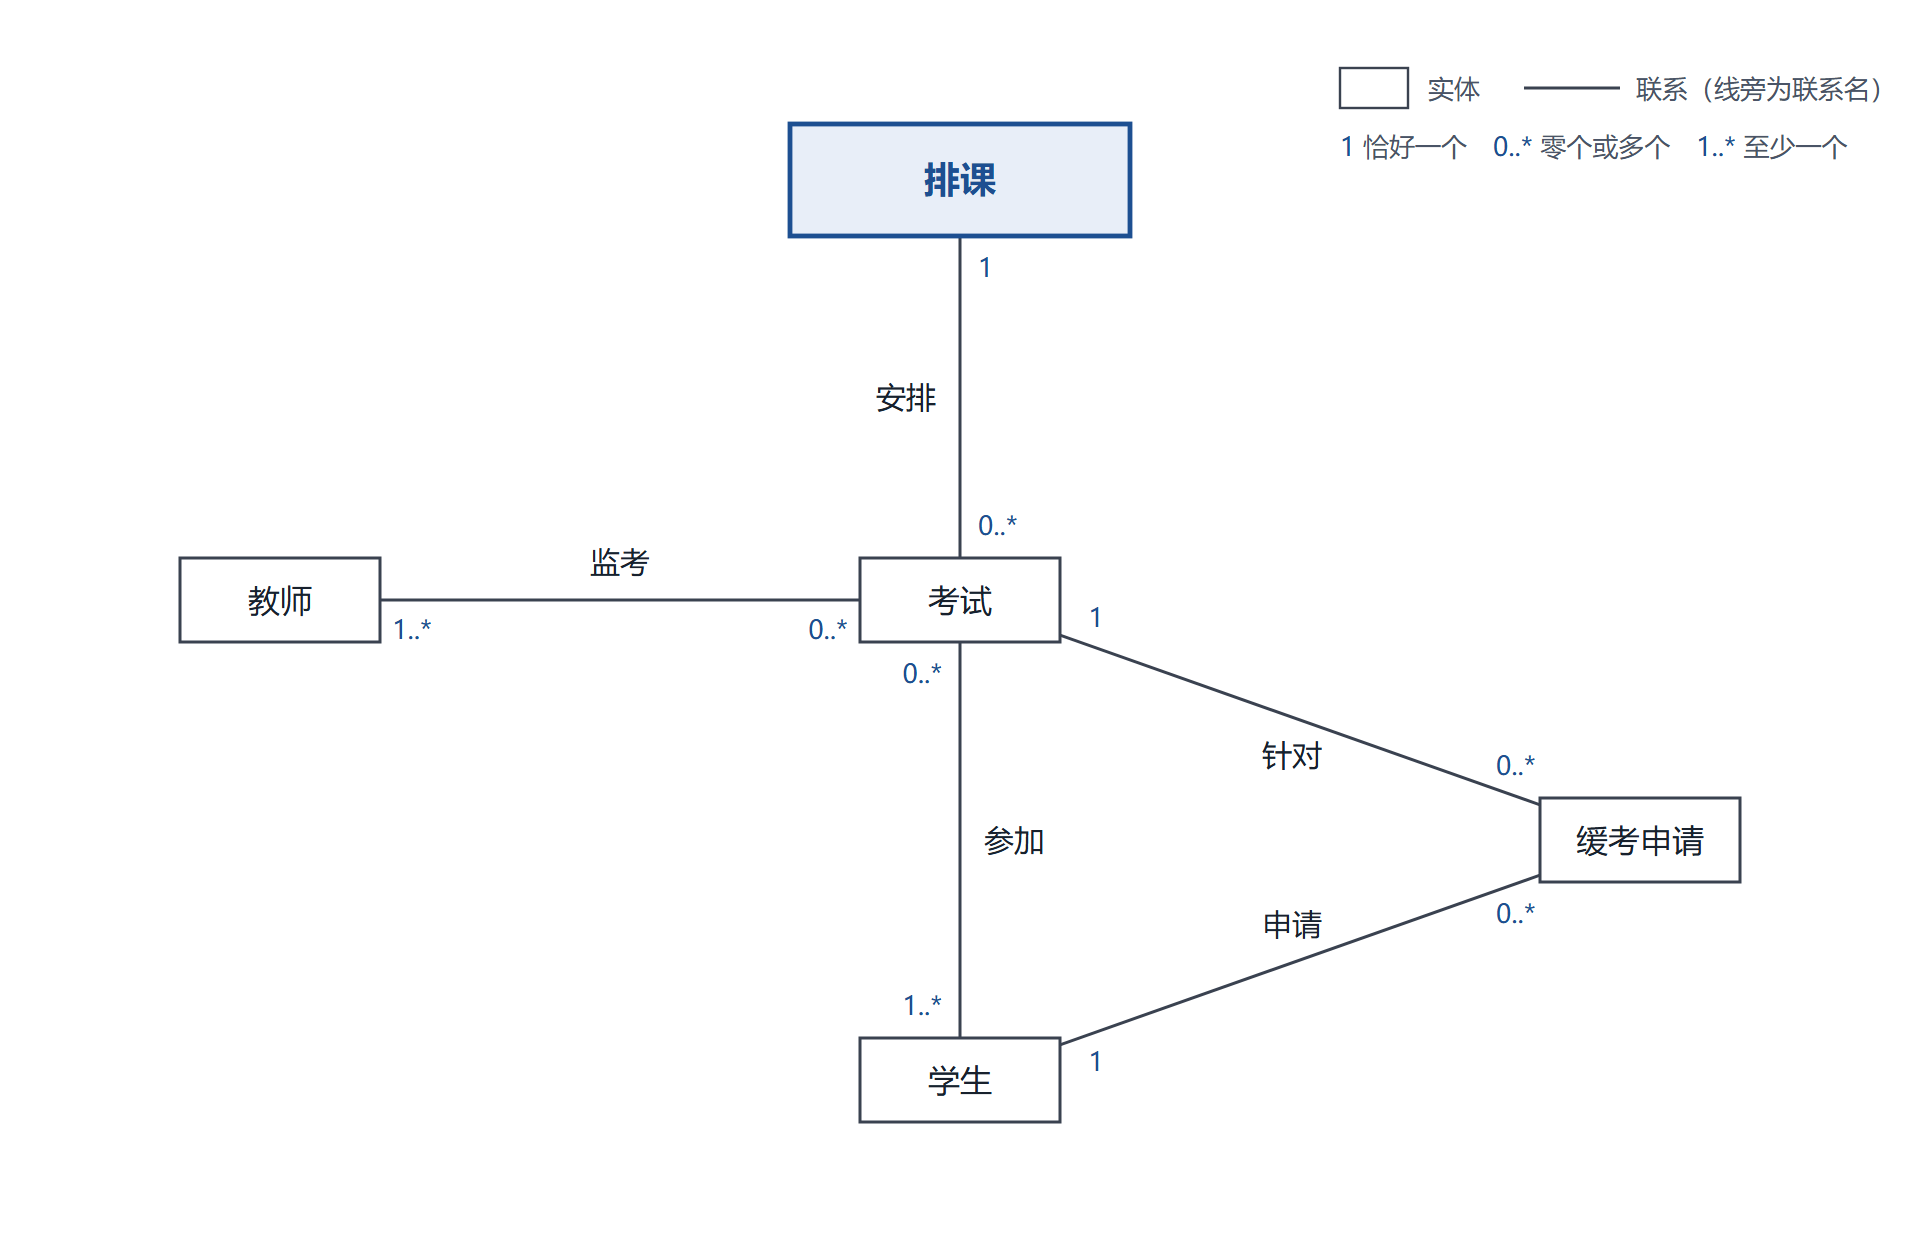 实体 联系（线旁为联系名）
1 恰好一个 0..* 零个或多个 1..* 至少一个
排课
1
安排
0..*
监考
教师
考试
1
1..*
0..*
0..*
针对
0..*
参加
缓考申请
申请
0..*
1..*
学生
1